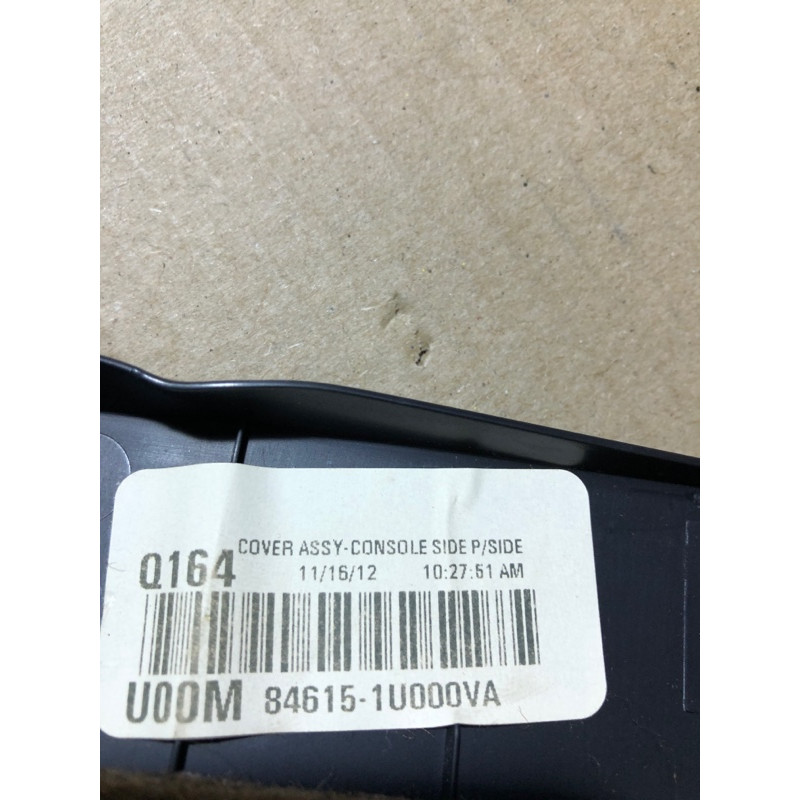 COVER ASSY-CONSOLE SIDE P/SIDE
Q164 11/16/12 10:27:51 AM
U00M 84615-1U000VA